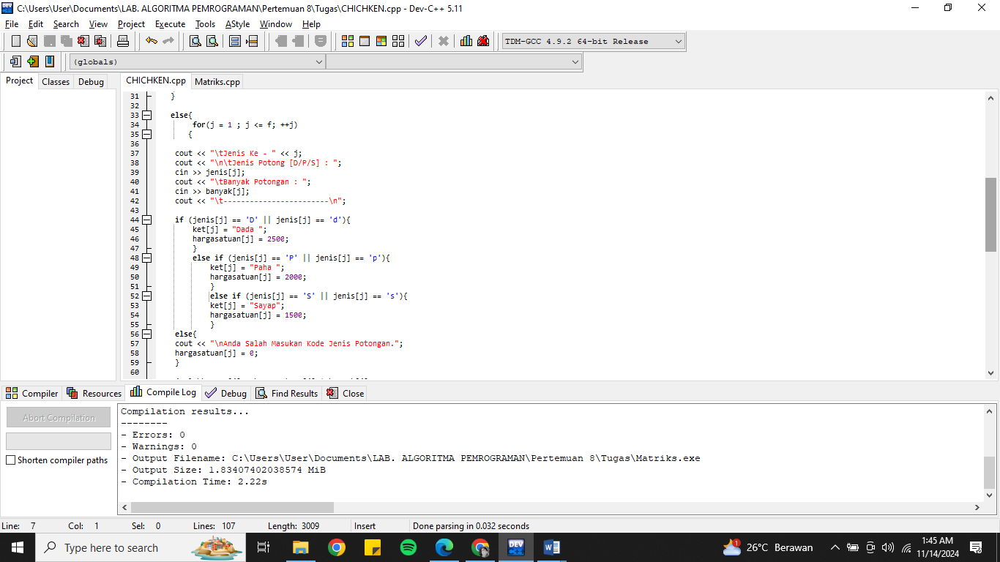 C:\Users\User\Documents\LAB. ALGORITMA PEMROGRAMAN\Pertemuan 8\Tugas\CHICHKEN.cpp - Dev-C++ 5.11
File Edit Search View Project Execute Tools AStyle Window Help
TDM-GCC 4.9.2 64-bit Release
(globals)
Project Classes Debug
CHICHKEN.cpp Matriks.cpp
31 }
32
33 else{
34 for(j = 1 ; j <= f; ++j)
35 {
36
37 cout << "\tJenis Ke - " << j;
38 cout << "\n\tJenis Potong [D/P/S] : ";
39 cin >> jenis[j];
40 cout << "\tBanyak Potongan : ";
41 cin >> banyak[j];
42 cout << "\t------------------------\n";
43
44 if (jenis[j] == 'D' || jenis[j] == 'd'){
45 ket[j] = "Dada ";
46 hargasatuan[j] = 2500;
47 }
48 else if (jenis[j] == 'P' || jenis[j] == 'p'){
49 ket[j] = "Paha ";
50 hargasatuan[j] = 2000;
51 }
52 else if (jenis[j] == 'S' || jenis[j] == 's'){
53 ket[j] = "Sayap";
54 hargasatuan[j] = 1500;
55 }
56 else{
57 cout << "\nAnda Salah Masukan Kode Jenis Potongan.";
58 hargasatuan[j] = 0;
59 }
60
Compiler Resources Compile Log Debug Find Results Close
Abort Compilation
Shorten compiler paths
Compilation results...
--------
- Errors: 0
- Warnings: 0
- Output Filename: C:\Users\User\Documents\LAB. ALGORITMA PEMROGRAMAN\Pertemuan 8\Tugas\Matriks.exe
- Output Size: 1.83407402038574 MiB
- Compilation Time: 2.22s
Line: 7 Col: 1 Sel: 0 Lines: 107 Length: 3009 Insert Done parsing in 0.032 seconds
Type here to search
DEV
26°C Berawan
1:45 AM
11/14/2024